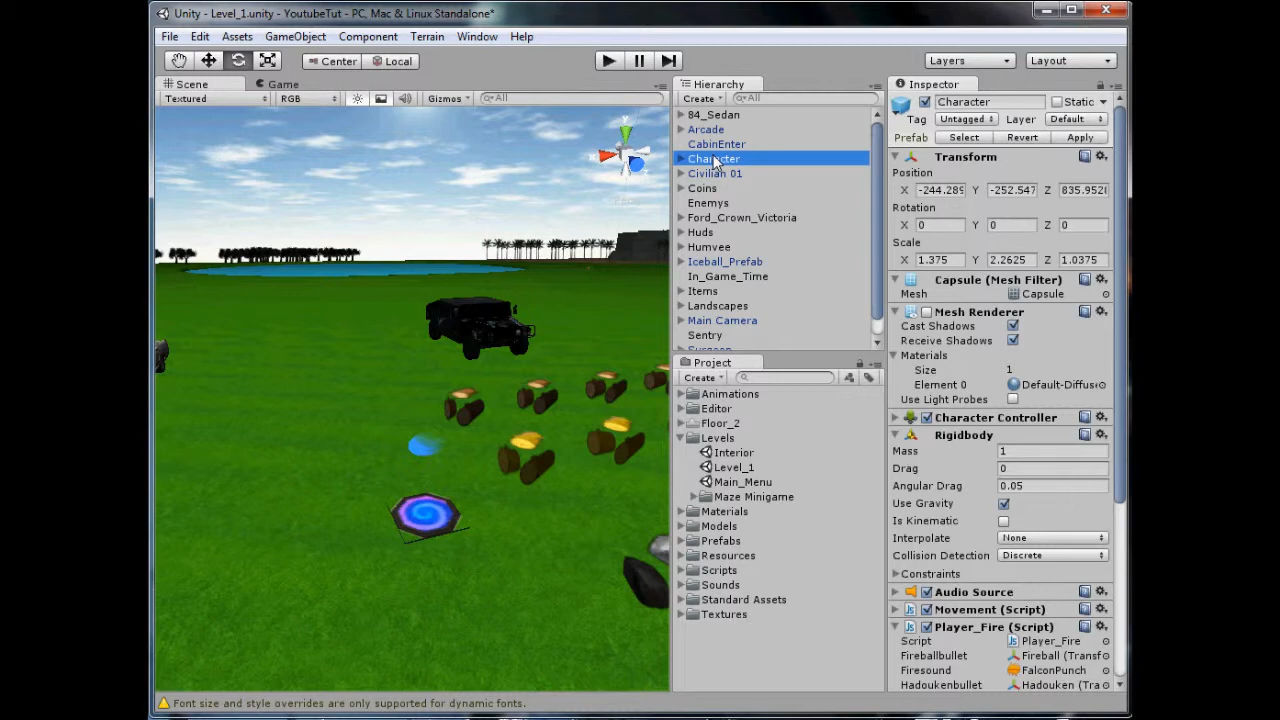 Unity - Level_1.unity - YoutubeTut - PC, Mac & Linux Standalone*
File Edit Assets GameObject Component Terrain Window Help
Center Local Layers Layout
Scene Game
Textured RGB Gizmos All
Hierarchy
Create All
84_Sedan
Arcade
CabinEnter
Character
Civilian 01
Coins
Enemys
Ford_Crown_Victoria
Huds
Humvee
Iceball_Prefab
In_Game_Time
Items
Landscapes
Main Camera
Sentry
Project
Create
Animations
Editor
Floor_2
Levels
Interior
Level_1
Main_Menu
Maze Minigame
Materials
Models
Prefabs
Resources
Scripts
Sounds
Standard Assets
Textures
Inspector
Character Static
Tag Untagged Layer Default
Prefab Select Revert Apply
Transform
Position
X -244.289 Y -252.547 Z 835.952
Rotation
X 0 Y 0 Z 0
Scale
X 1.375 Y 2.2625 Z 1.0375
Capsule (Mesh Filter)
Mesh Capsule
Mesh Renderer
Cast Shadows
Receive Shadows
Materials
Size 1
Element 0 Default-Diffus
Use Light Probes
Character Controller
Rigidbody
Mass 1
Drag 0
Angular Drag 0.05
Use Gravity
Is Kinematic
Interpolate None
Collision Detection Discrete
Constraints
Audio Source
Movement (Script)
Player_Fire (Script)
Script Player_Fire
Fireballbullet Fireball (Transf
Firesound FalconPunch
Hadoukenbullet Hadouken (Tra
Font size and style overrides are only supported for dynamic fonts.